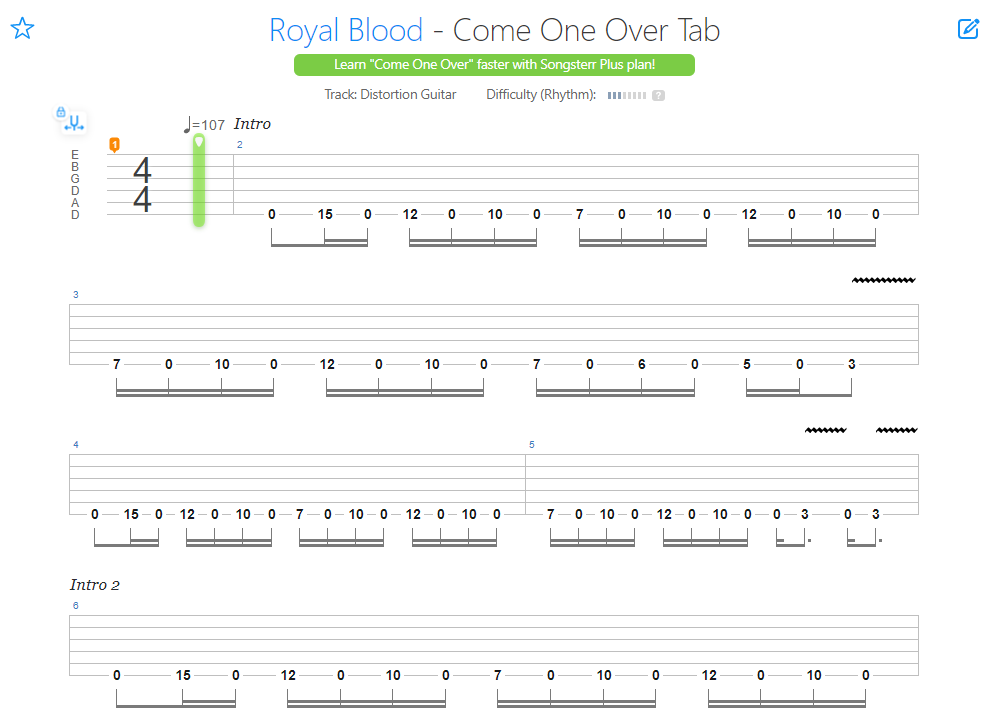 Royal Blood - Come One Over Tab
Learn "Come One Over" faster with Songsterr Plus plan!
Track: Distortion Guitar Difficulty (Rhythm): ?
♩=107 Intro
1 2
E
B
G
D
A
D
4
4
0 15 0 12 0 10 0 7 0 10 0 12 0 10 0
3
7 0 10 0 12 0 10 0 7 0 6 0 5 0 3
4 5
0 15 0 12 0 10 0 7 0 10 0 12 0 10 0 7 0 10 0 12 0 10 0 0 3 0 3
Intro 2
6
0 15 0 12 0 10 0 7 0 10 0 12 0 10 0